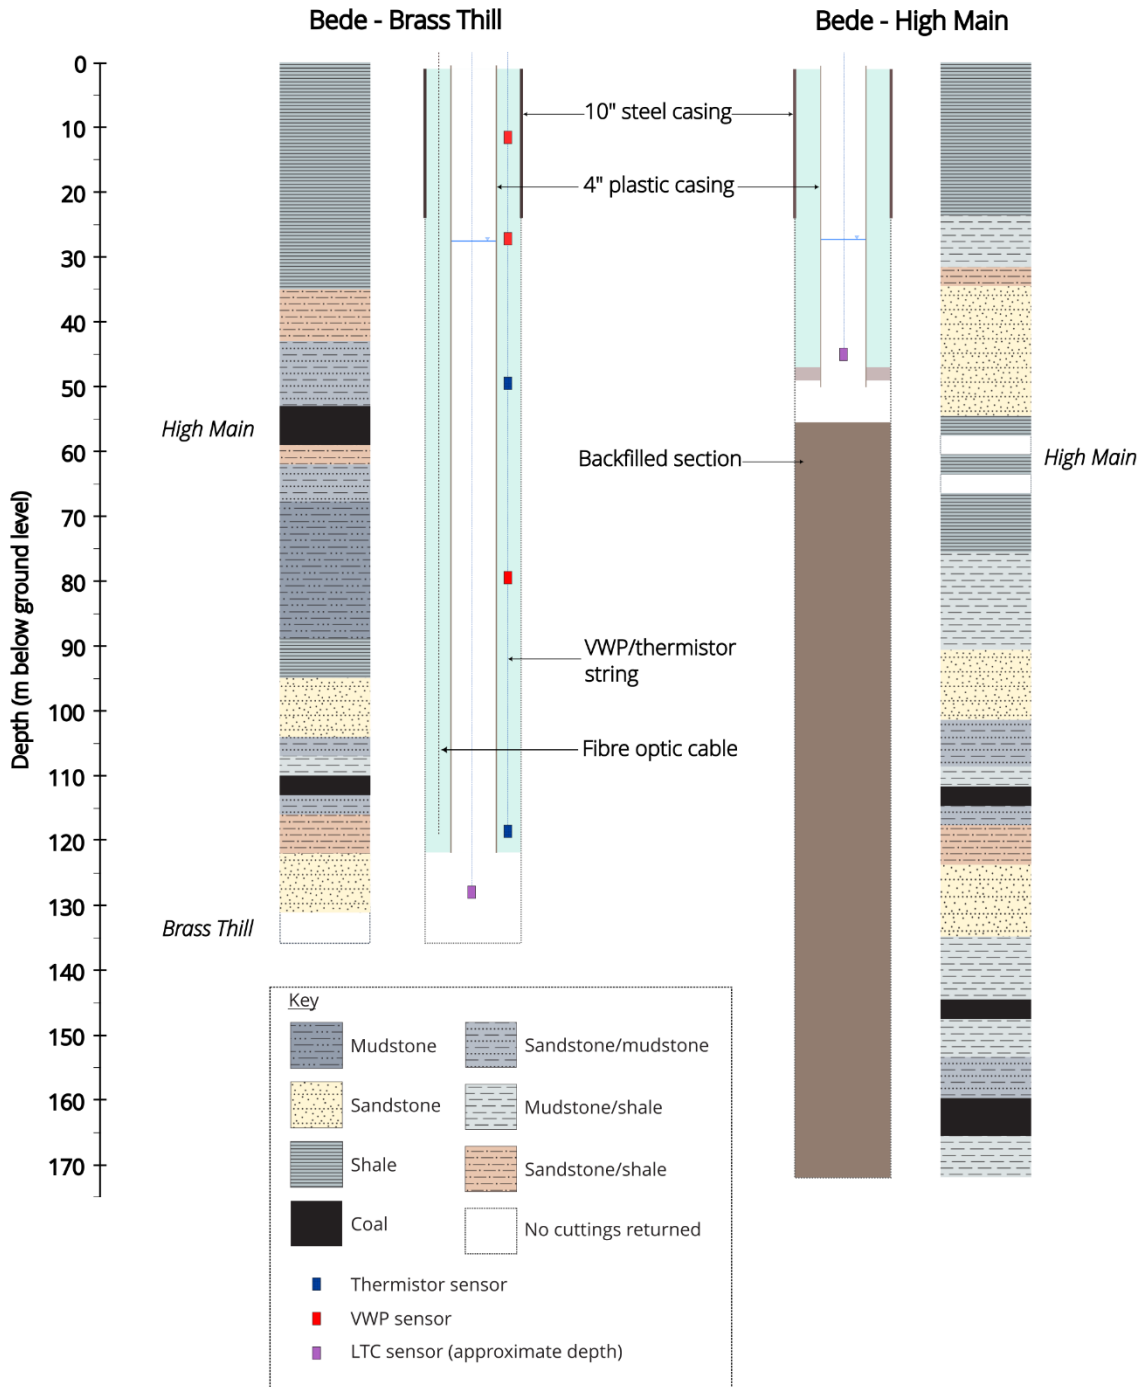 Bede - Brass Thill
Bede - High Main
0
10
20
30
40
50
60
70
80
90
100
110
120
130
140
150
160
170
Depth (m below ground level)
High Main
Brass Thill
10" steel casing
4" plastic casing
Backfilled section
VWP/thermistor
string
Fibre optic cable
High Main
Key
Mudstone
Sandstone/mudstone
Sandstone
Mudstone/shale
Shale
Sandstone/shale
Coal
No cuttings returned
Thermistor sensor
VWP sensor
LTC sensor (approximate depth)